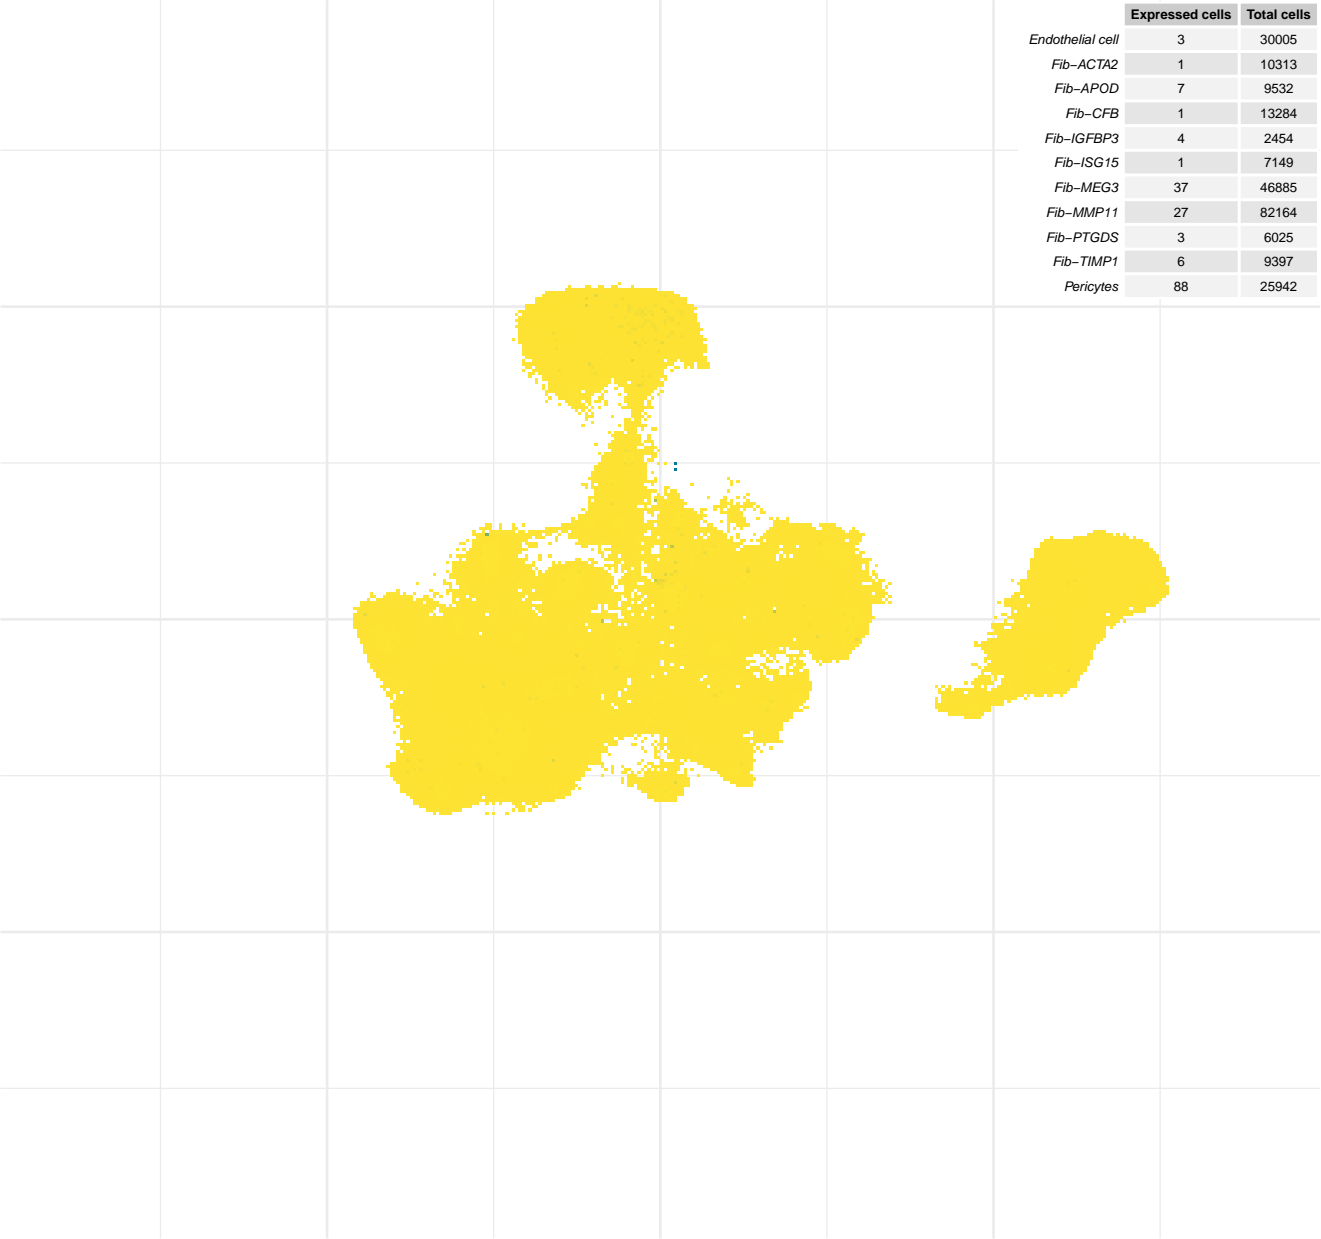 Expressed cells Total cells
Endothelial cell 3 30005
Fib−ACTA2 1 10313
Fib−APOD 7 9532
Fib−CFB 1 13284
Fib−IGFBP3 4 2454
Fib−ISG15 1 7149
Fib−MEG3 37 46885
Fib−MMP11 27 82164
Fib−PTGDS 3 6025
Fib−TIMP1 6 9397
Pericytes 88 25942